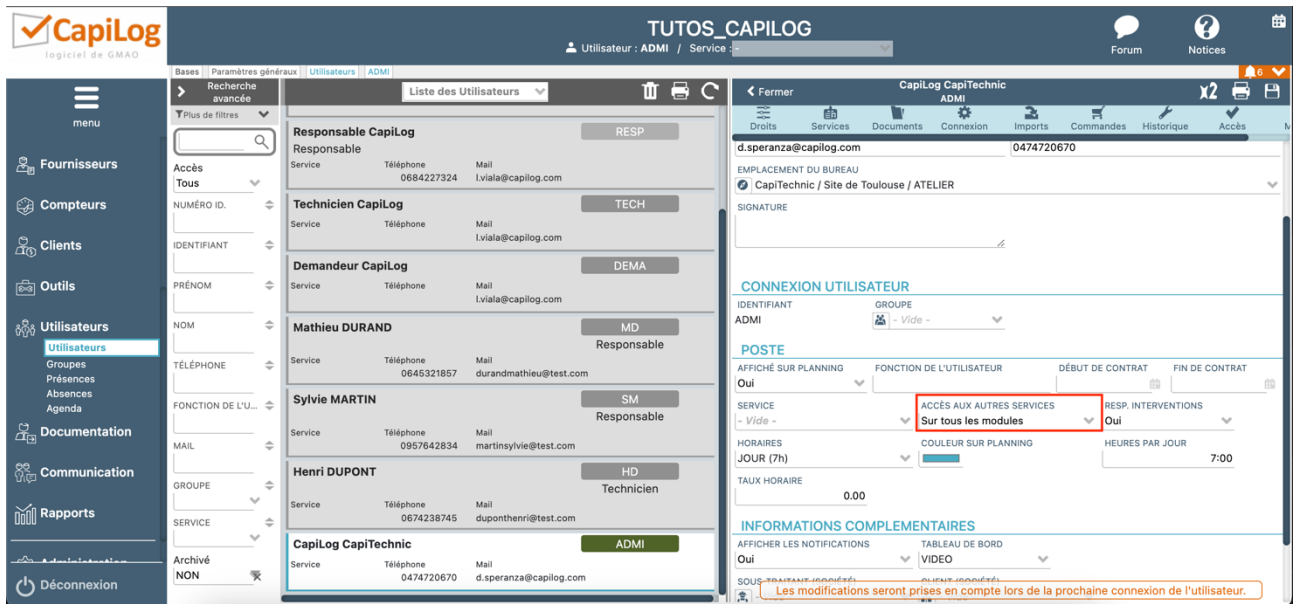 CapiLog
logiciel de GMAO
TUTOS_CAPILOG
Utilisateur : ADMI / Service : -
Forum
Notices
Bases Paramètres généraux Utilisateurs ADMI
6
menu
Fournisseurs
Compteurs
Clients
Outils
Utilisateurs
Utilisateurs
Groupes
Présences
Absences
Agenda
Documentation
Communication
Rapports
Déconnexion
Recherche
avancée
Plus de filtres
Accès
Tous
NUMÉRO ID.
IDENTIFIANT
PRÉNOM
NOM
TÉLÉPHONE
FONCTION DE L'U...
MAIL
GROUPE
SERVICE
Archivé
NON
Liste des Utilisateurs
Responsable CapiLog RESP
Responsable
Service Téléphone Mail
0684227324 l.viala@capilog.com
Technicien CapiLog TECH
Service Téléphone Mail
l.viala@capilog.com
Demandeur CapiLog DEMA
Service Téléphone Mail
l.viala@capilog.com
Mathieu DURAND MD
Responsable
Service Téléphone Mail
0645321857 durandmathieu@test.com
Sylvie MARTIN SM
Responsable
Service Téléphone Mail
0957642834 martinsylvie@test.com
Henri DUPONT HD
Technicien
Service Téléphone Mail
0674238745 duponthenri@test.com
CapiLog CapiTechnic ADMI
Service Téléphone Mail
0474720670 d.speranza@capilog.com
Fermer
CapiLog CapiTechnic
ADMI
x2
Droits Services Documents Connexion Imports Commandes Historique Accès
d.speranza@capilog.com 0474720670
EMPLACEMENT DU BUREAU
CapiTechnic / Site de Toulouse / ATELIER
SIGNATURE
CONNEXION UTILISATEUR
IDENTIFIANT GROUPE
ADMI - Vide -
POSTE
AFFICHÉ SUR PLANNING FONCTION DE L'UTILISATEUR DÉBUT DE CONTRAT FIN DE CONTRAT
Oui
SERVICE ACCÈS AUX AUTRES SERVICES RESP. INTERVENTIONS
- Vide - Sur tous les modules Oui
HORAIRES COULEUR SUR PLANNING HEURES PAR JOUR
JOUR (7h) 7:00
TAUX HORAIRE
0.00
INFORMATIONS COMPLEMENTAIRES
AFFICHER LES NOTIFICATIONS TABLEAU DE BORD
Oui VIDEO
Les modifications seront prises en compte lors de la prochaine connexion de l'utilisateur.